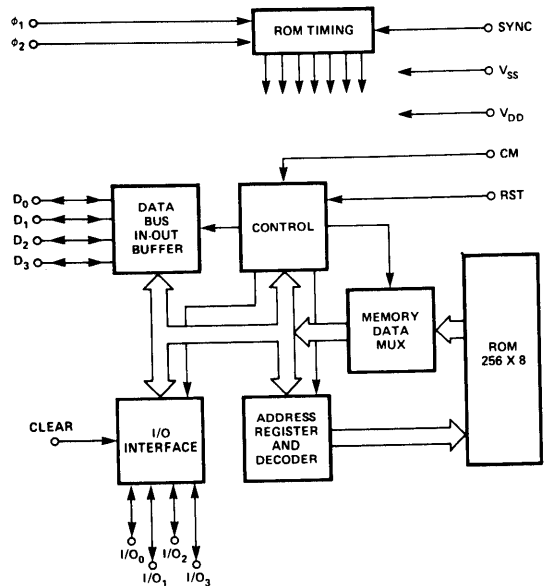 ϕ1
ϕ2
ROM TIMING
SYNC
VSS
VDD
CM
RST
D0
D1
D2
D3
DATA
BUS
IN-OUT
BUFFER
CONTROL
MEMORY
DATA
MUX
ROM
256 X 8
CLEAR
I/O
INTERFACE
ADDRESS
REGISTER
AND
DECODER
I/O0
I/O1
I/O2
I/O3